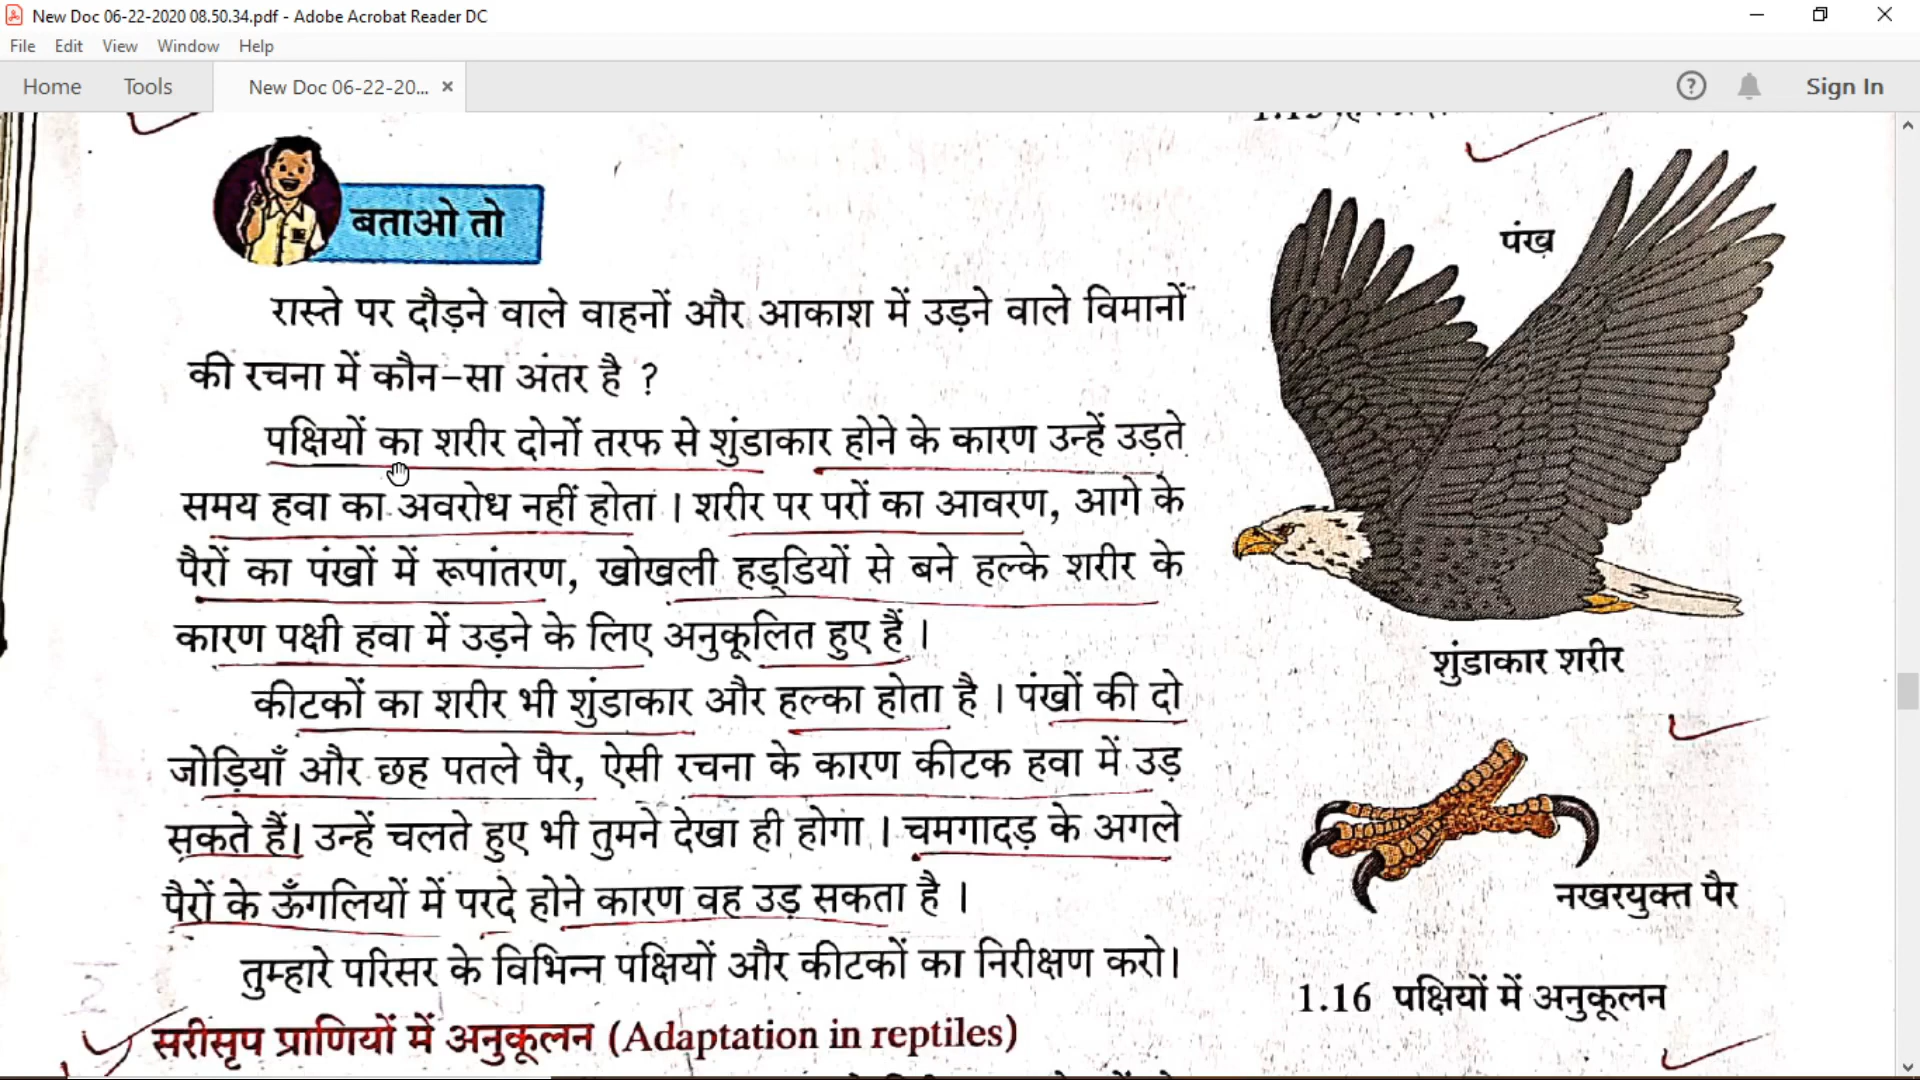 New Doc 06-22-2020 08.50.34.pdf - Adobe Acrobat Reader DC
File Edit View Window Help
Home Tools New Doc 06-22-20... × Sign In
बताओ तो
रास्ते पर दौड़ने वाले वाहनों और आकाश में उड़ने वाले विमानों
की रचना में कौन-सा अंतर है ?
पक्षियों का शरीर दोनों तरफ से शुंडाकार होने के कारण उन्हें उड़ते
समय हवा का अवरोध नहीं होता । शरीर पर परों का आवरण, आगे के
पैरों का पंखों में रूपांतरण, खोखली हड्डियों से बने हल्के शरीर के
कारण पक्षी हवा में उड़ने के लिए अनुकूलित हुए हैं ।
कीटकों का शरीर भी शुंडाकार और हल्का होता है । पंखों की दो
जोड़ियाँ और छह पतले पैर, ऐसी रचना के कारण कीटक हवा में उड़
सकते हैं। उन्हें चलते हुए भी तुमने देखा ही होगा । चमगादड़ के अगले
पैरों के ऊँगलियों में परदे होने कारण वह उड़ सकता है ।
तुम्हारे परिसर के विभिन्न पक्षियों और कीटकों का निरीक्षण करो।
सरीसृप प्राणियों में अनुकूलन (Adaptation in reptiles)
पंख
शुंडाकार शरीर
नखरयुक्त पैर
1.16 पक्षियों में अनुकूलन